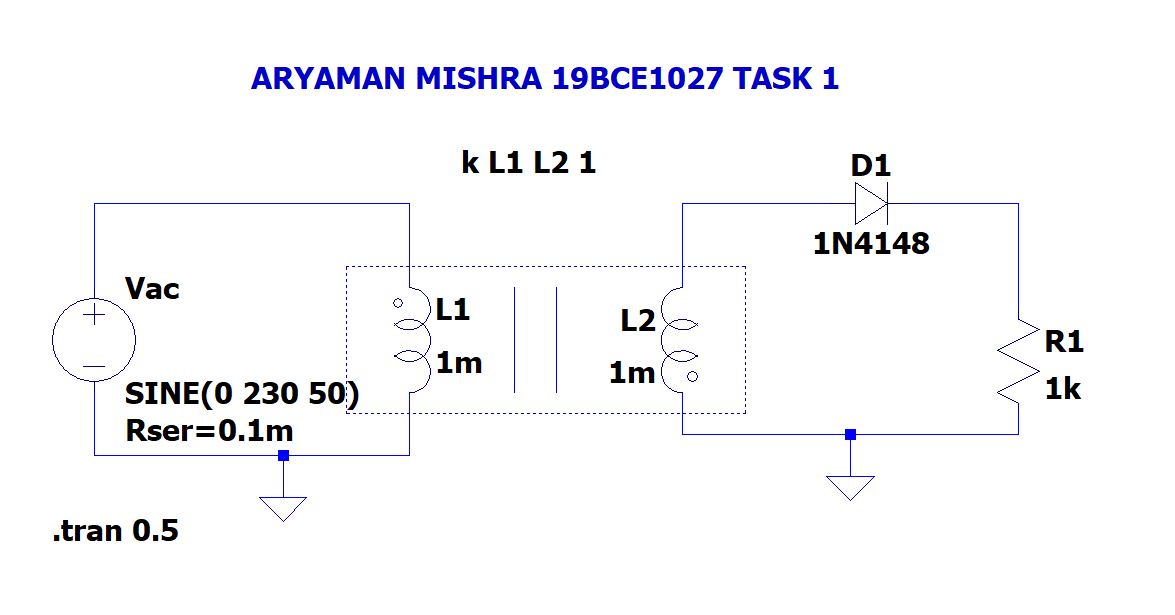 ARYAMAN MISHRA 19BCE1027 TASK 1
k L1 L2 1
D1
1N4148
Vac
L1
L2
1m
1m
R1
1k
SINE(0 230 50)
Rser=0.1m
.tran 0.5